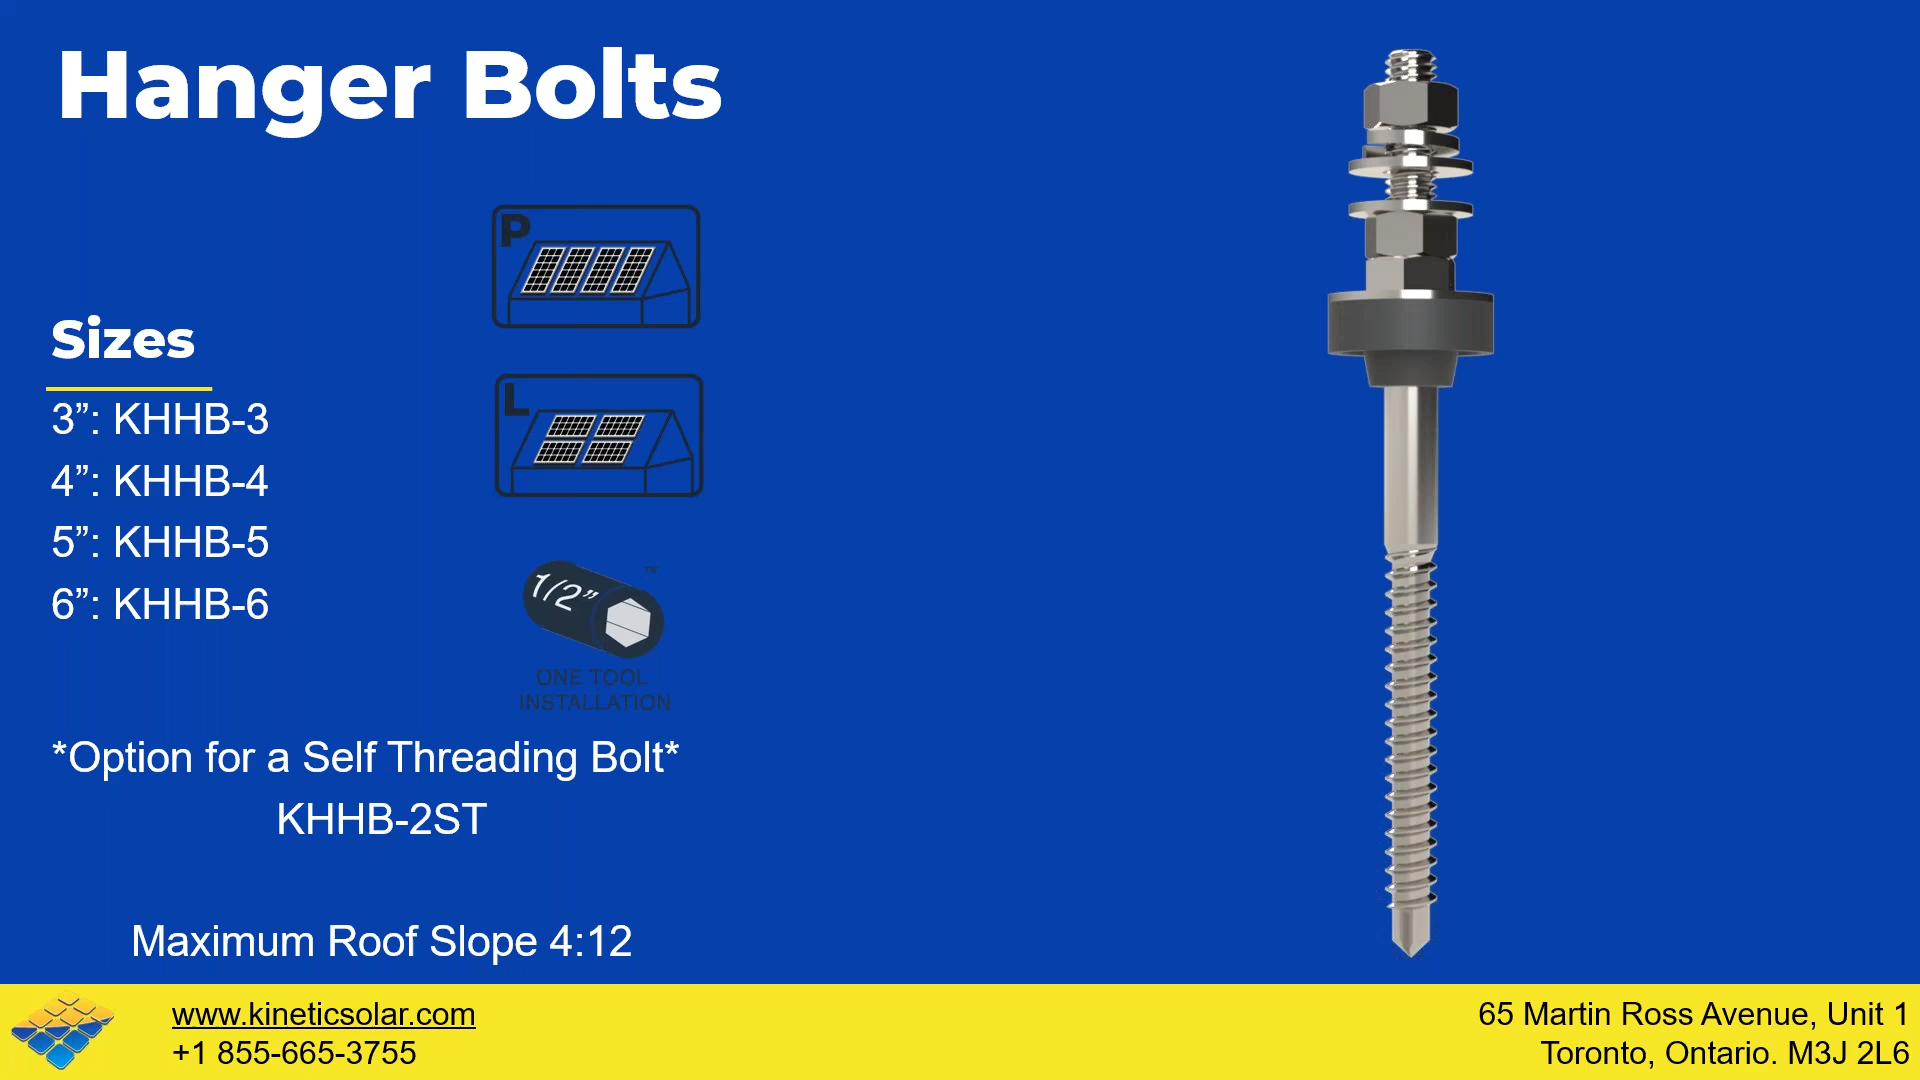 Hanger Bolts
P
Sizes
3”: KHHB-3
4”: KHHB-4
5”: KHHB-5
6”: KHHB-6
L
1/2”
™
ONE TOOL
INSTALLATION
*Option for a Self Threading Bolt*
KHHB-2ST
Maximum Roof Slope 4:12
www.kineticsolar.com
+1 855-665-3755
65 Martin Ross Avenue, Unit 1
Toronto, Ontario. M3J 2L6